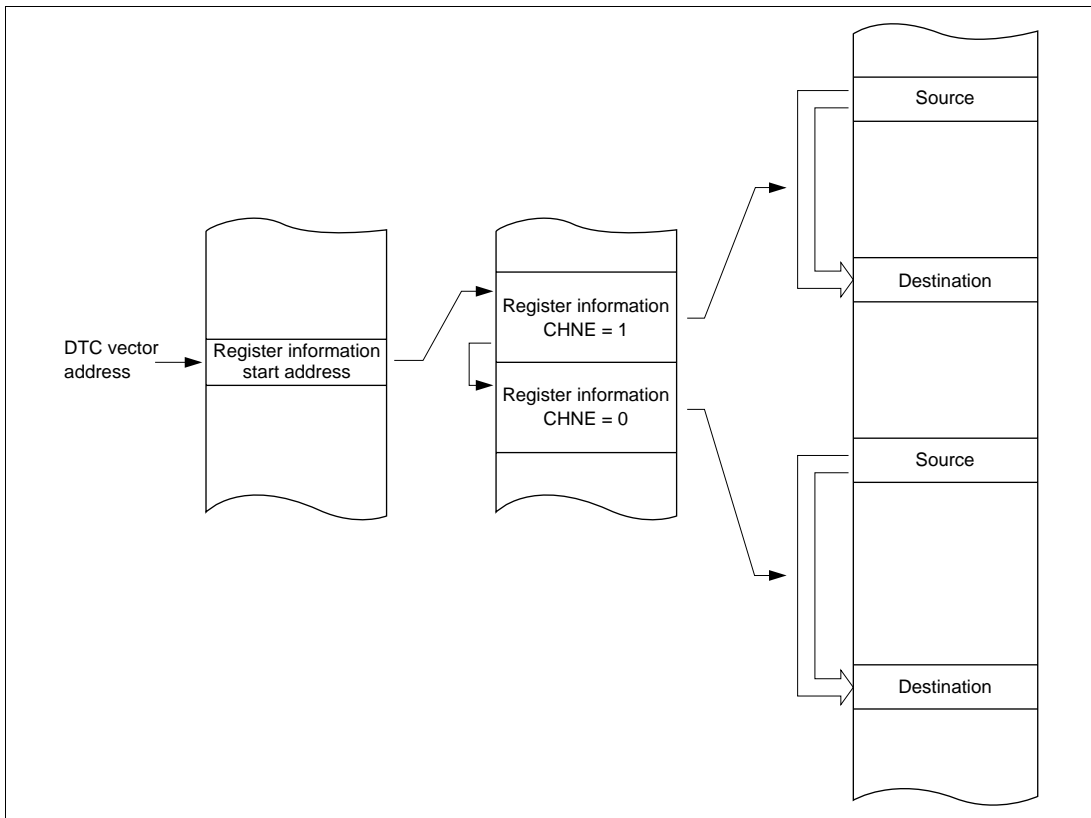 DTC vector
address
Register information
start address
Register information
CHNE = 1
Register information
CHNE = 0
Source
Destination
Source
Destination